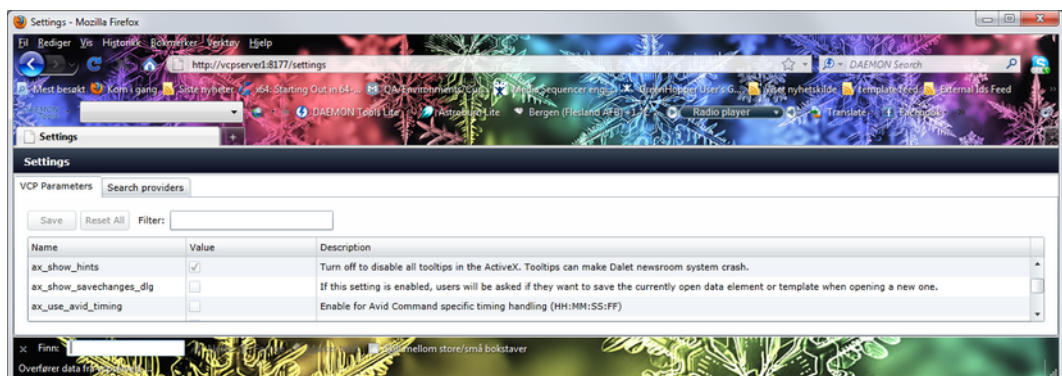 Settings - Mozilla Firefox
Fil Rediger Vis Historikk Bokmerker Verktøy Hjelp
http://vcpserver1:8177/settings DAEMON Search
Mest besøkt Kom i gang Siste nyheter x64: Starting Out in 64-... QA/Environments/ Media Sequencer engi... GreenHopper User's G... Viser nyhetskilde template feed External Ids Feed
DAEMON Tools Lite Astroburn Lite Bergen (Flesland AFB) Radio player Translate Facebook
Settings
Settings
VCP Parameters Search providers
Save Reset All Filter:
Name Value Description
ax_show_hints Turn off to disable all tooltips in the ActiveX. Tooltips can make Dalet newsroom system crash.
ax_show_savechanges_dlg If this setting is enabled, users will be asked if they want to save the currently open data element or template when opening a new one.
ax_use_avid_timing Enable for Avid Command specific timing handling (HH:MM:SS:FF)
Finn: mellom store/små bokstaver
Overfører data fra